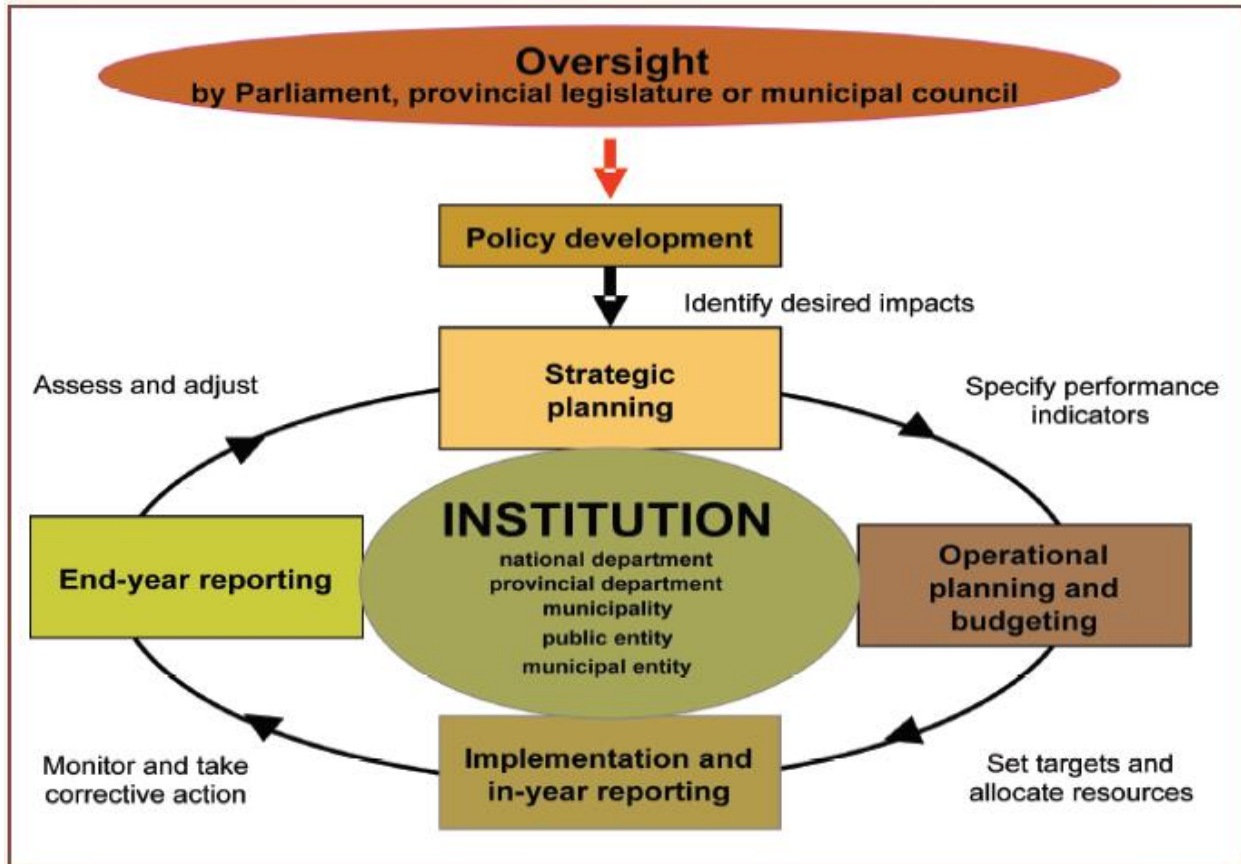 Oversight
by Parliament, provincial legislature or municipal council
Policy development
Identify desired impacts
Strategic
planning
Assess and adjust
Specify performance
indicators
INSTITUTION
national department
provincial department
municipality
public entity
municipal entity
End-year reporting
Operational
planning and
budgeting
Implementation and
in-year reporting
Monitor and take
corrective action
Set targets and
allocate resources